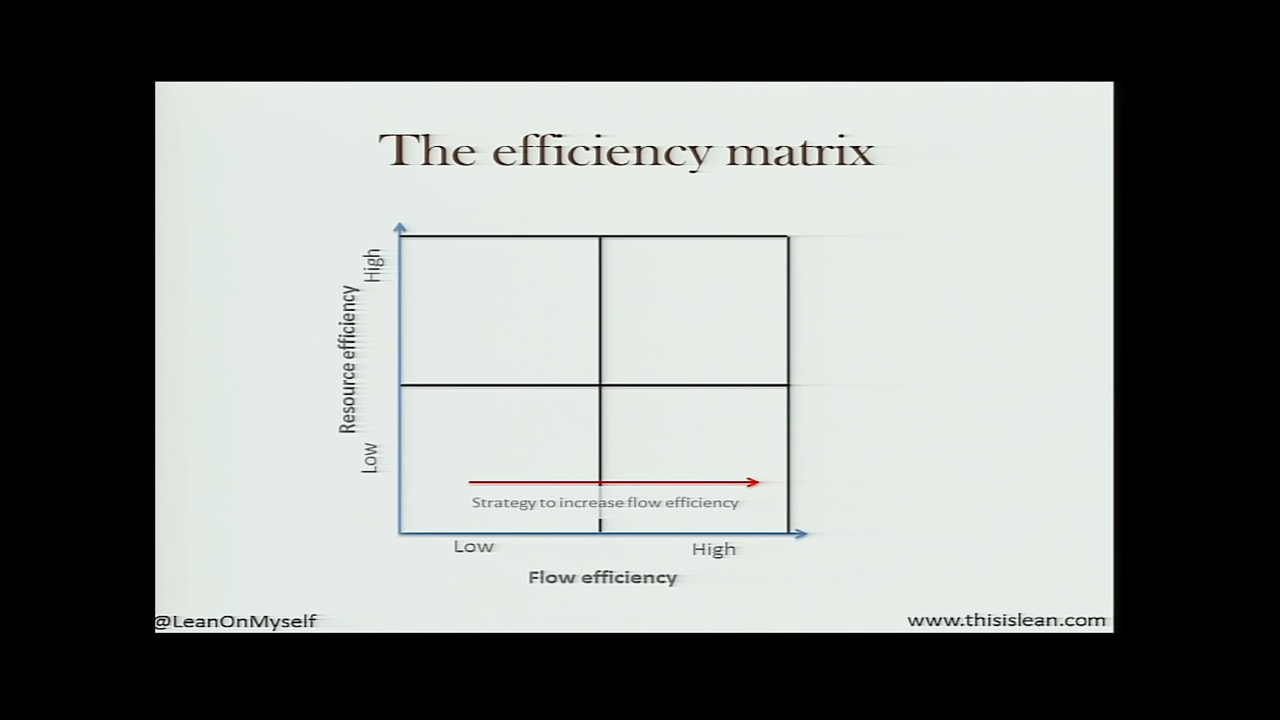 The efficiency matrix
High
Resource efficiency
Low
Strategy to increase flow efficiency
Low
High
Flow efficiency
@LeanOnMyself
www.thisislean.com